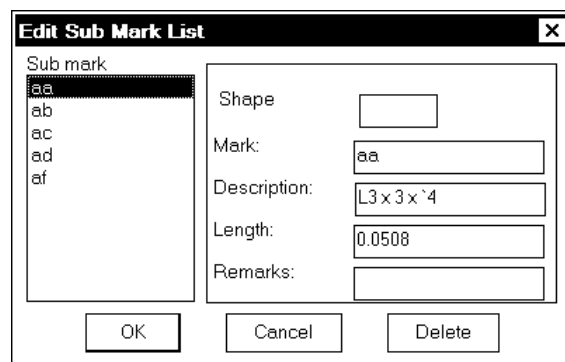 Edit Sub Mark List
Sub mark
aa
ab
ac
ad
af
Shape
Mark: aa
Description: L3 x 3 x `4
Length: 0.0508
Remarks:
OK Cancel Delete